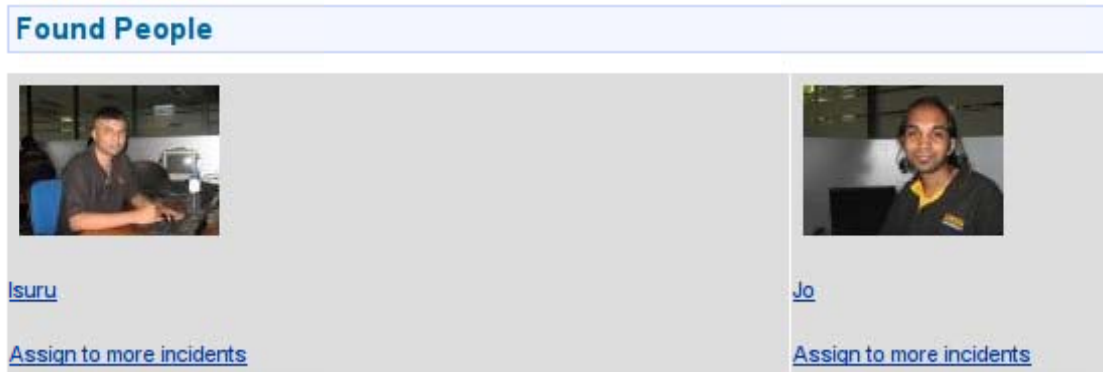 Found People
Isuru
Jo
Assign to more incidents
Assign to more incidents